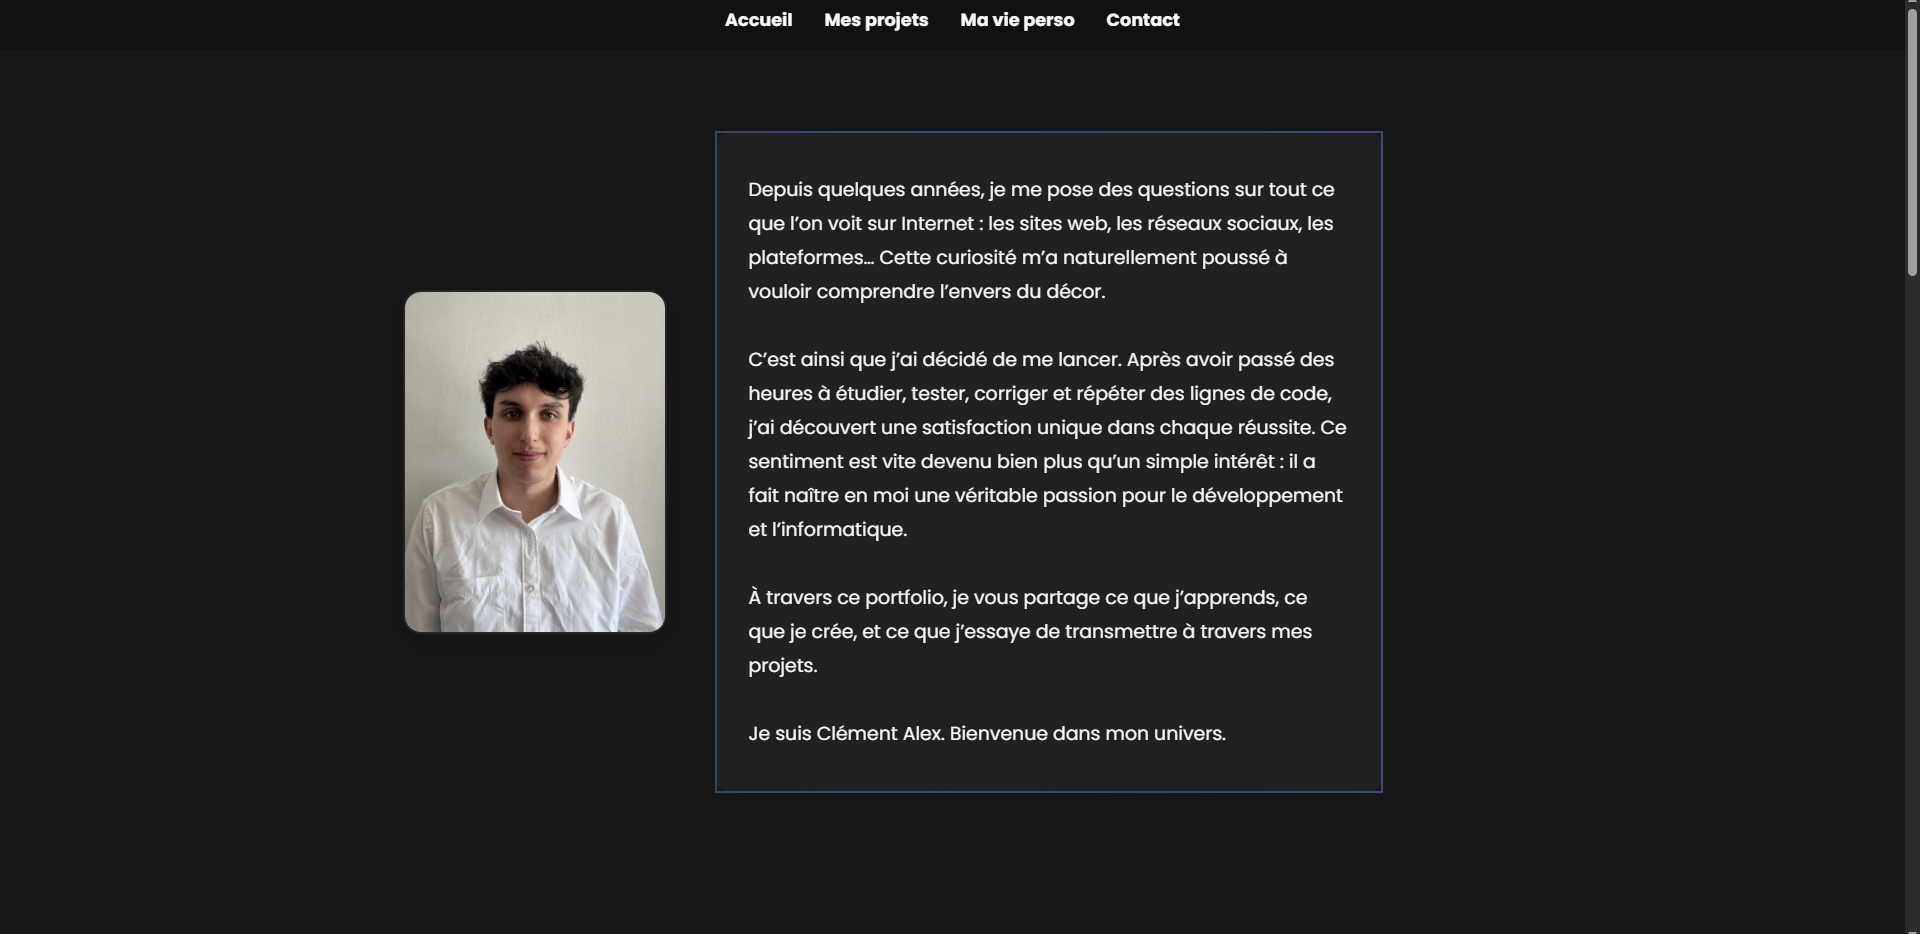 Accueil Mes projets Ma vie perso Contact
Depuis quelques années, je me pose des questions sur tout ce
que l’on voit sur Internet : les sites web, les réseaux sociaux, les
plateformes… Cette curiosité m’a naturellement poussé à
vouloir comprendre l’envers du décor.
C’est ainsi que j’ai décidé de me lancer. Après avoir passé des
heures à étudier, tester, corriger et répéter des lignes de code,
j’ai découvert une satisfaction unique dans chaque réussite. Ce
sentiment est vite devenu bien plus qu’un simple intérêt : il a
fait naître en moi une véritable passion pour le développement
et l’informatique.
À travers ce portfolio, je vous partage ce que j’apprends, ce
que je crée, et ce que j’essaye de transmettre à travers mes
projets.
Je suis Clément Alex. Bienvenue dans mon univers.